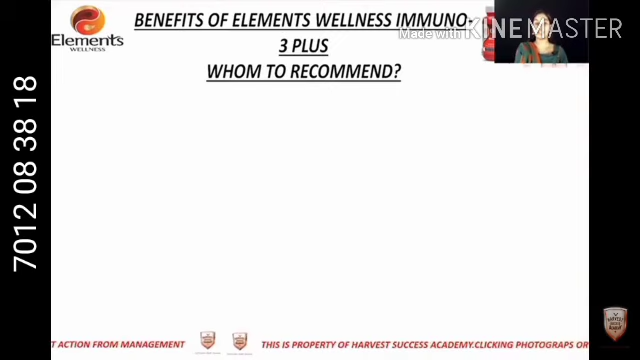 BENEFITS OF ELEMENTS WELLNESS IMMUNO-
3 PLUS
WHOM TO RECOMMEND?
Made with KINEMASTER
Elements
WELLNESS
7012 08 38 18
T ACTION FROM MANAGEMENT
THIS IS PROPERTY OF HARVEST SUCCESS ACADEMY.CLICKING PHOTOGRAPS OR